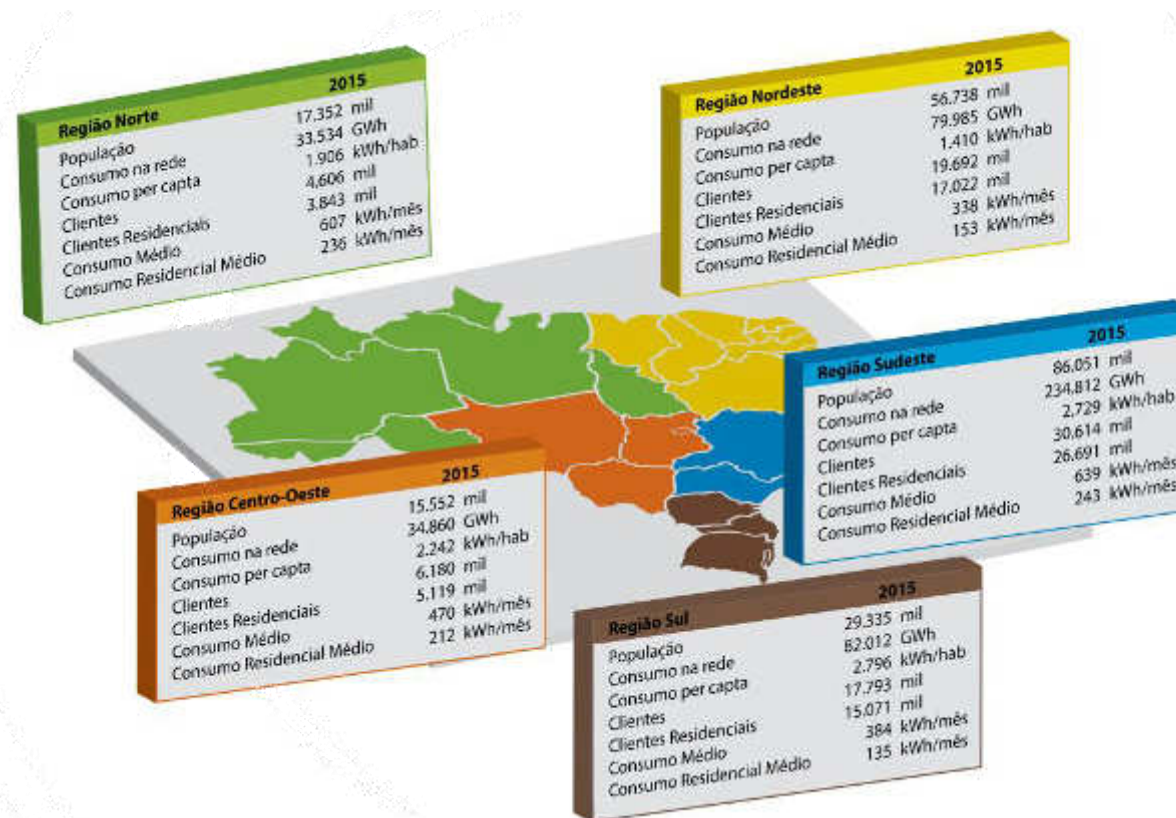 Região Norte 2015
População 17.352 mil
Consumo na rede 33.534 GWh
Consumo per capta 1.906 kWh/hab
Clientes 4.606 mil
Clientes Residenciais 3.843 mil
Consumo Médio 607 kWh/mês
Consumo Residencial Médio 236 kWh/mês
Região Nordeste 2015
População 56.738 mil
Consumo na rede 79.985 GWh
Consumo per capta 1.410 kWh/hab
Clientes 19.692 mil
Clientes Residenciais 17.022 mil
Consumo Médio 338 kWh/mês
Consumo Residencial Médio 153 kWh/mês
Região Sudeste 2015
População 86.051 mil
Consumo na rede 234.812 GWh
Consumo per capta 2.729 kWh/hab
Clientes 30.614 mil
Clientes Residenciais 26.691 mil
Consumo Médio 639 kWh/mês
Consumo Residencial Médio 243 kWh/mês
Região Centro-Oeste 2015
População 15.552 mil
Consumo na rede 34.860 GWh
Consumo per capta 2.242 kWh/hab
Clientes 6.180 mil
Clientes Residenciais 5.119 mil
Consumo Médio 470 kWh/mês
Consumo Residencial Médio 212 kWh/mês
Região Sul 2015
População 29.335 mil
Consumo na rede 82.012 GWh
Consumo per capta 2.796 kWh/hab
Clientes 17.793 mil
Clientes Residenciais 15.071 mil
Consumo Médio 384 kWh/mês
Consumo Residencial Médio 135 kWh/mês